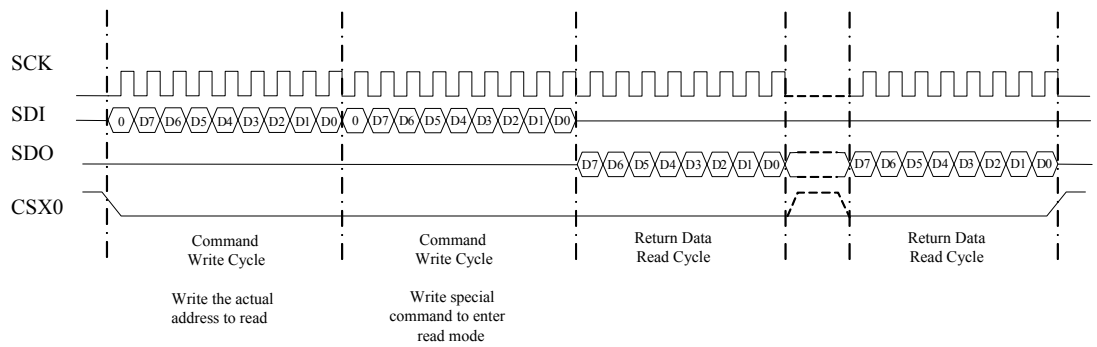 SCK
SDI
0 D7 D6 D5 D4 D3 D2 D1 D0 0 D7 D6 D5 D4 D3 D2 D1 D0
SDO
D7 D6 D5 D4 D3 D2 D1 D0 D7 D6 D5 D4 D3 D2 D1 D0
CSX0
Command
Write Cycle
Write the actual
address to read
Command
Write Cycle
Write special
command to enter
read mode
Return Data
Read Cycle
Return Data
Read Cycle